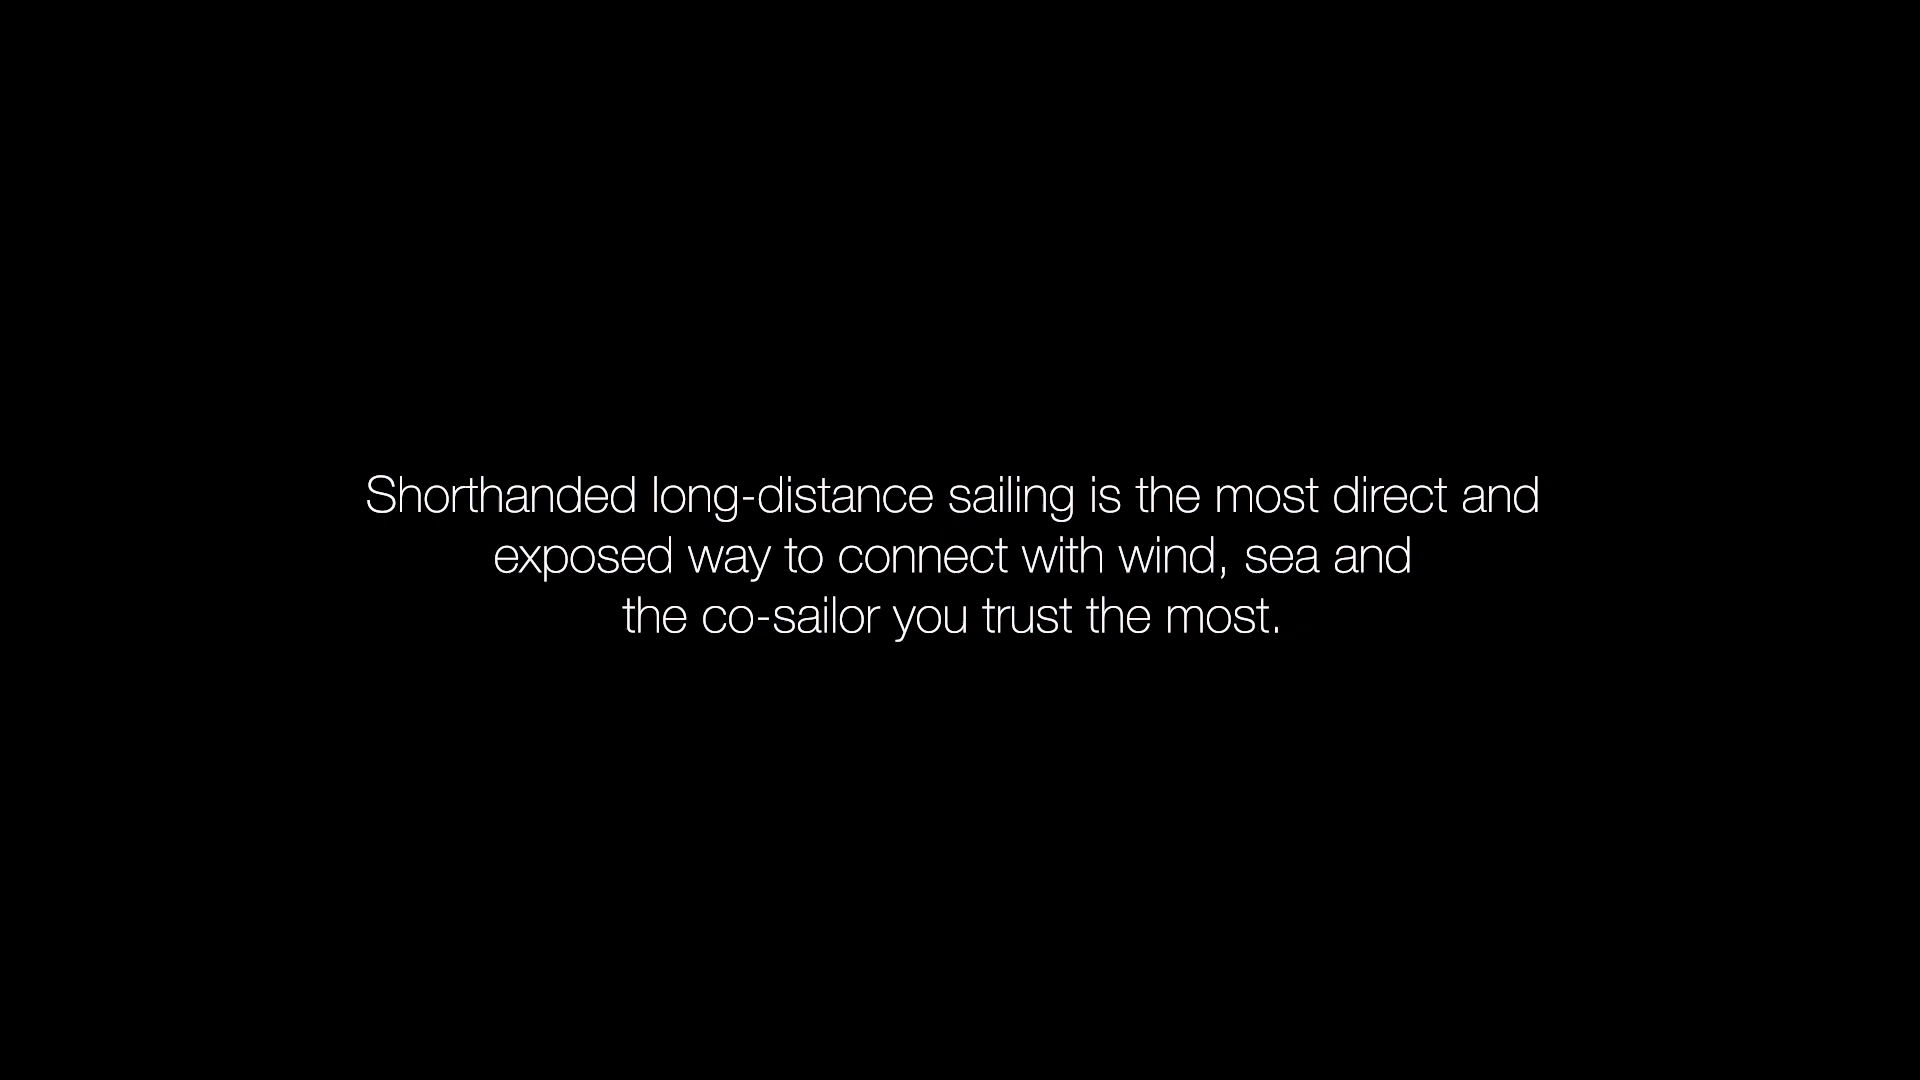 Shorthanded long-distance sailing is the most direct and
exposed way to connect with wind, sea and
the co-sailor you trust the most.